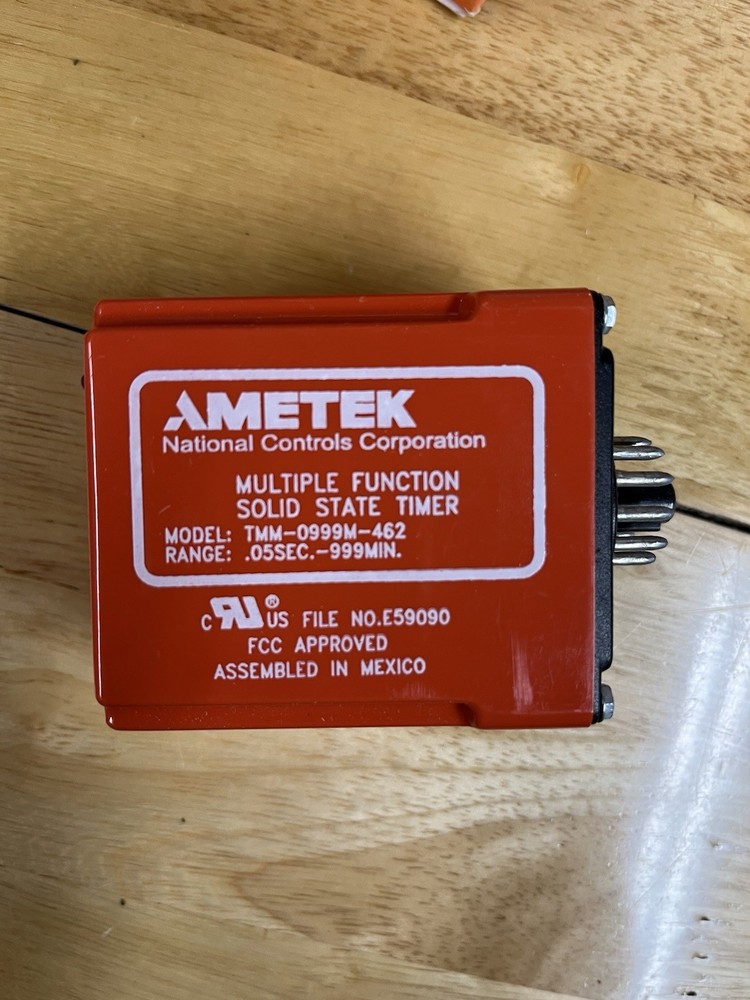 AMETEK
National Controls Corporation
MULTIPLE FUNCTION
SOLID STATE TIMER
MODEL: TMM-0999M-462
RANGE: .05SEC.-999MIN.
C RU ® US FILE NO.E59090
FCC APPROVED
ASSEMBLED IN MEXICO